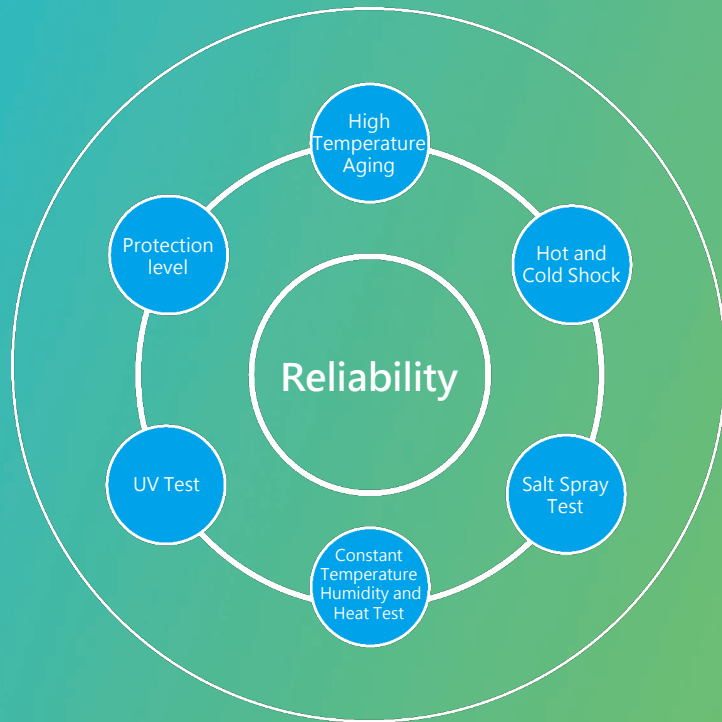 High
Temperature
Aging
Hot and
Cold Shock
Salt Spray
Test
Constant
Temperature
Humidity and
Heat Test
UV Test
Protection
level
Reliability